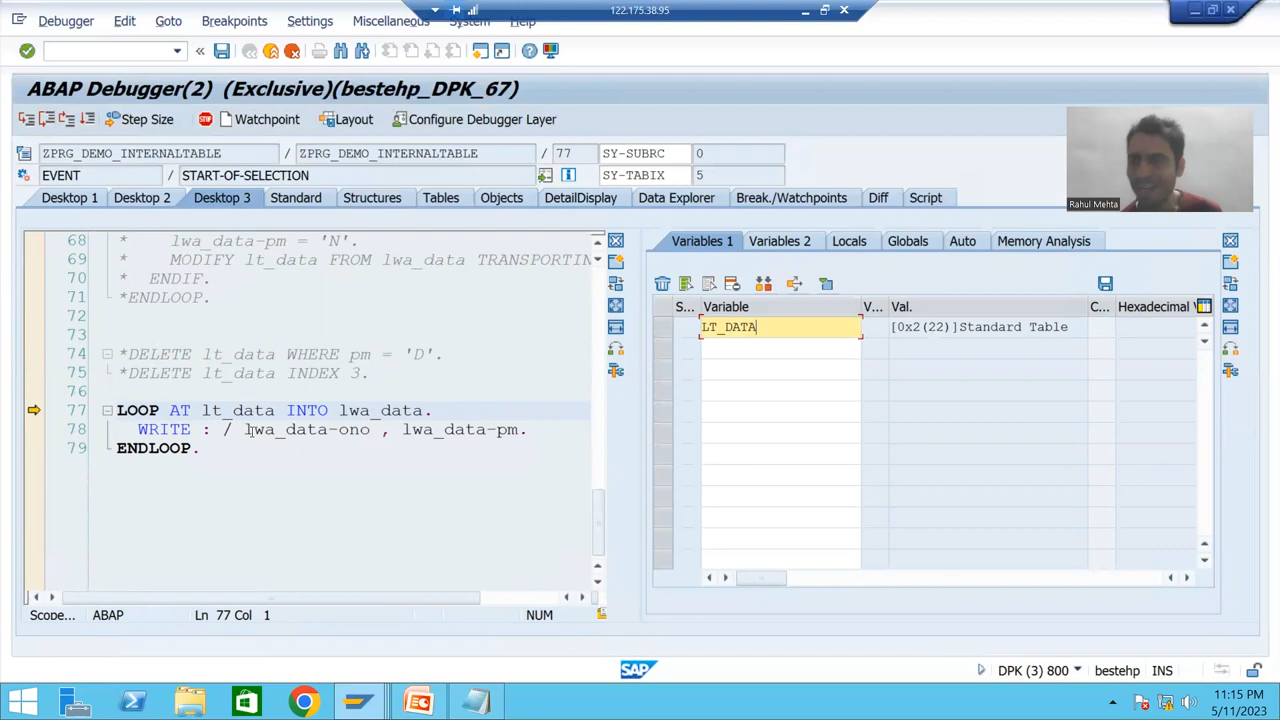 122.175.38.95
Debugger Edit Goto Breakpoints Settings Miscellaneous System Help
ABAP Debugger(2) (Exclusive)(bestehp_DPK_67)
Step Size Watchpoint Layout Configure Debugger Layer
ZPRG_DEMO_INTERNALTABLE / ZPRG_DEMO_INTERNALTABLE / 77 SY-SUBRC 0
EVENT / START-OF-SELECTION SY-TABIX 5
Rahul Mehta
Desktop 1 Desktop 2 Desktop 3 Standard Structures Tables Objects DetailDisplay Data Explorer Break./Watchpoints Diff Script
68 * lwa_data-pm = 'N'.
69 * MODIFY lt_data FROM lwa_data TRANSPORTIN
70 * ENDIF.
71 *ENDLOOP.
72
73
74 *DELETE lt_data WHERE pm = 'D'.
75 *DELETE lt_data INDEX 3.
76
77 LOOP AT lt_data INTO lwa_data.
78 WRITE : / lwa_data-ono , lwa_data-pm.
79 ENDLOOP.
Scope... ABAP Ln 77 Col 1 NUM
Variables 1 Variables 2 Locals Globals Auto Memory Analysis
S... Variable V... Val. C... Hexadecimal V
LT_DATA [0x2(22)]Standard Table
SAP DPK (3) 800 bestehp INS
11:15 PM
5/11/2023